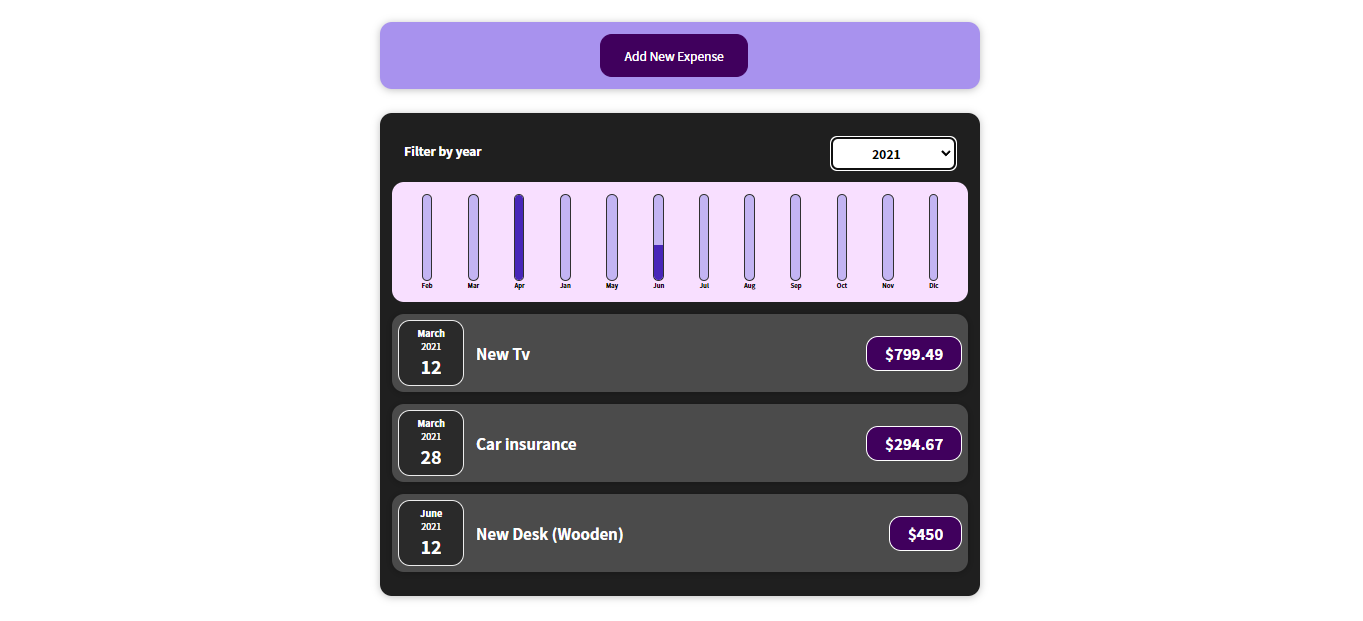 Add New Expense
Filter by year
2021
Feb Mar Apr Jan May Jun Jul Aug Sep Oct Nov Dic
March
2021
12
New Tv
$799.49
March
2021
28
Car insurance
$294.67
June
2021
12
New Desk (Wooden)
$450